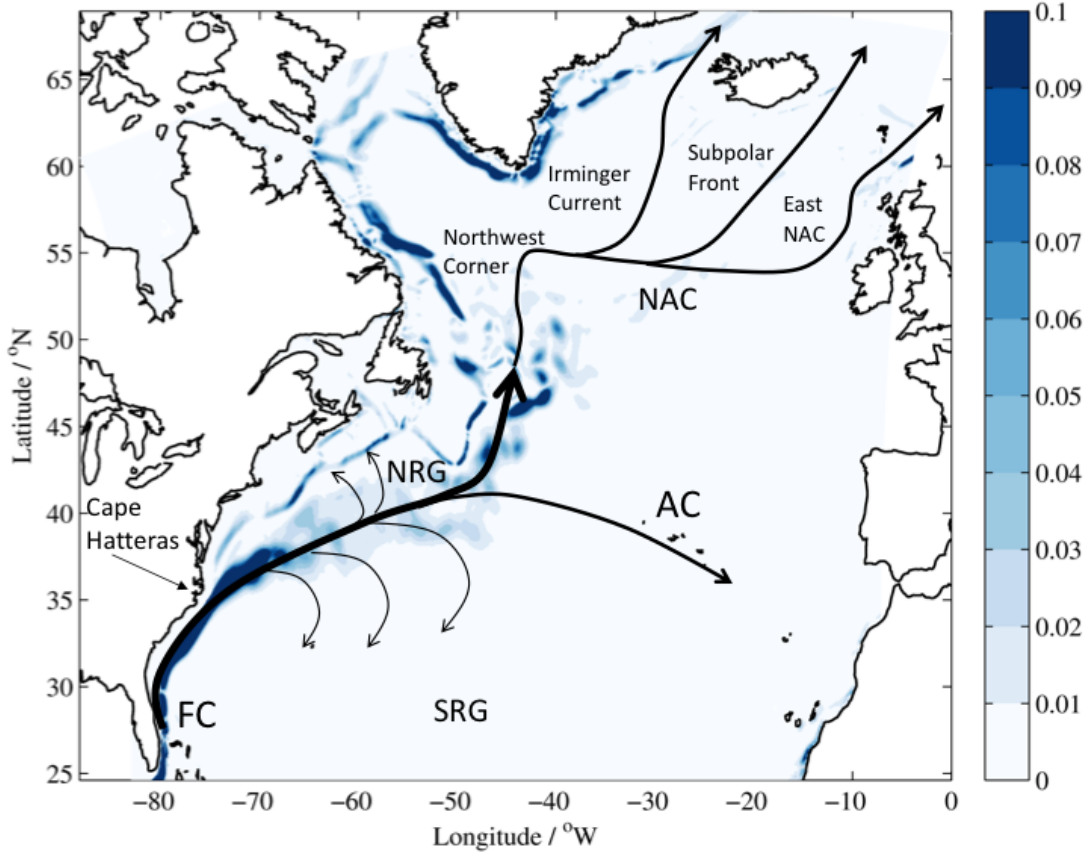 Irminger
Current
Subpolar
Front
East
NAC
Northwest
Corner
NAC
NRG
AC
Cape
Hatteras
FC
SRG
65
60
55
50
45
40
35
30
25
Latitude / °N
−80
−70
−60
−50
−40
−30
−20
−10
0
Longitude / °W
0.1
0.09
0.08
0.07
0.06
0.05
0.04
0.03
0.02
0.01
0